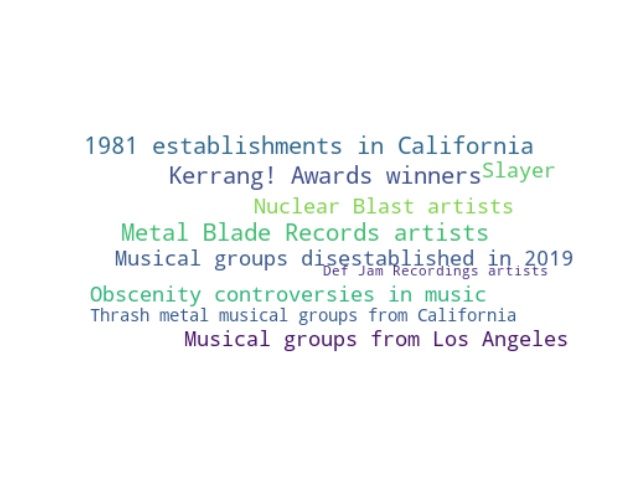 1981 establishments in California
Kerrang! Awards winners
Slayer
Nuclear Blast artists
Metal Blade Records artists
Musical groups disestablished in 2019
Def Jam Recordings artists
Obscenity controversies in music
Thrash metal musical groups from California
Musical groups from Los Angeles